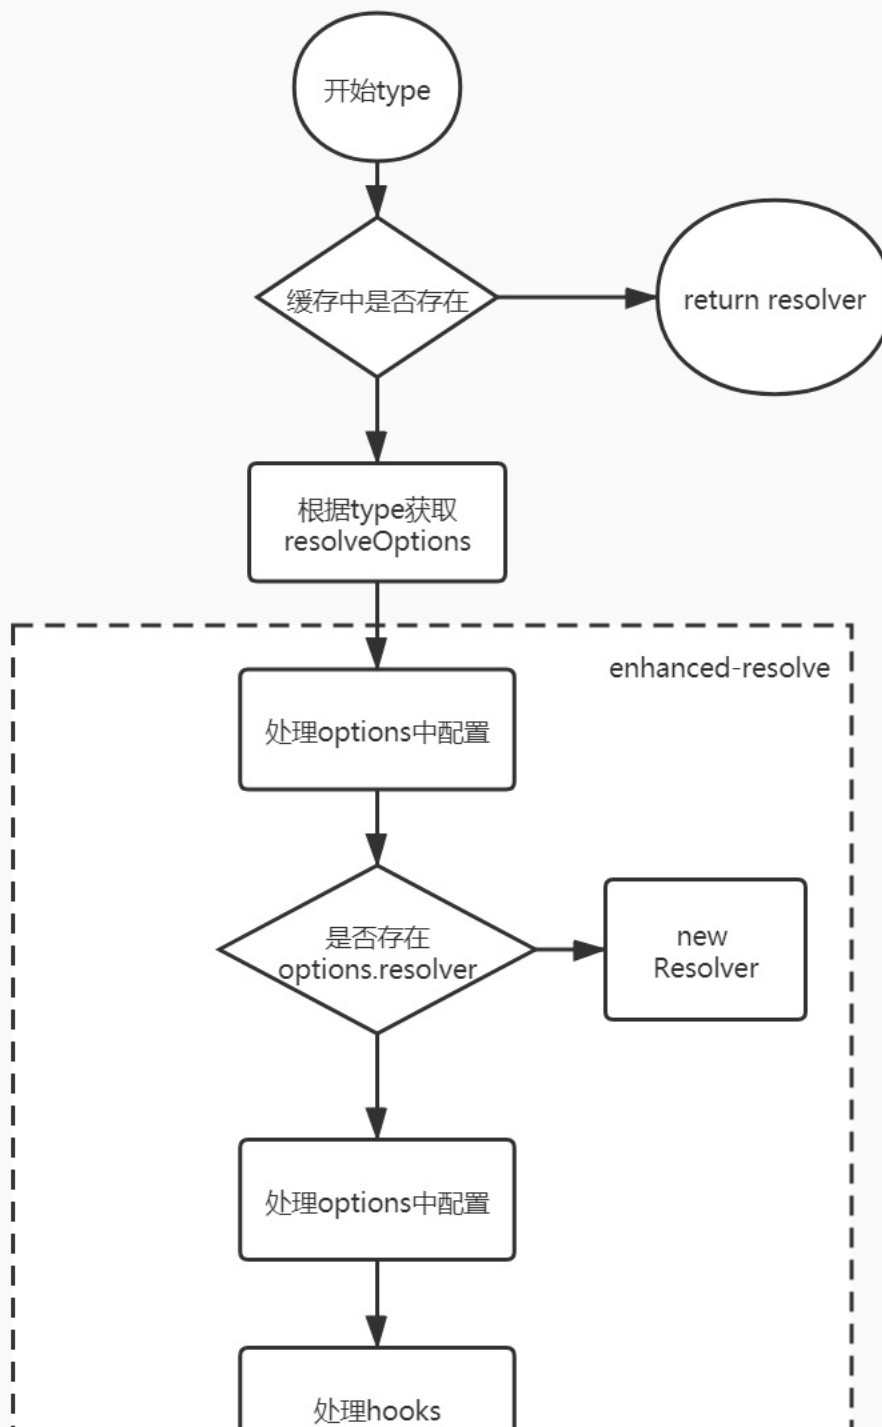 开始type
缓存中是否存在
return resolver
根据type获取
resolveOptions
enhanced-resolve
处理options中配置
是否存在
options.resolver
new
Resolver
处理options中配置
处理hooks